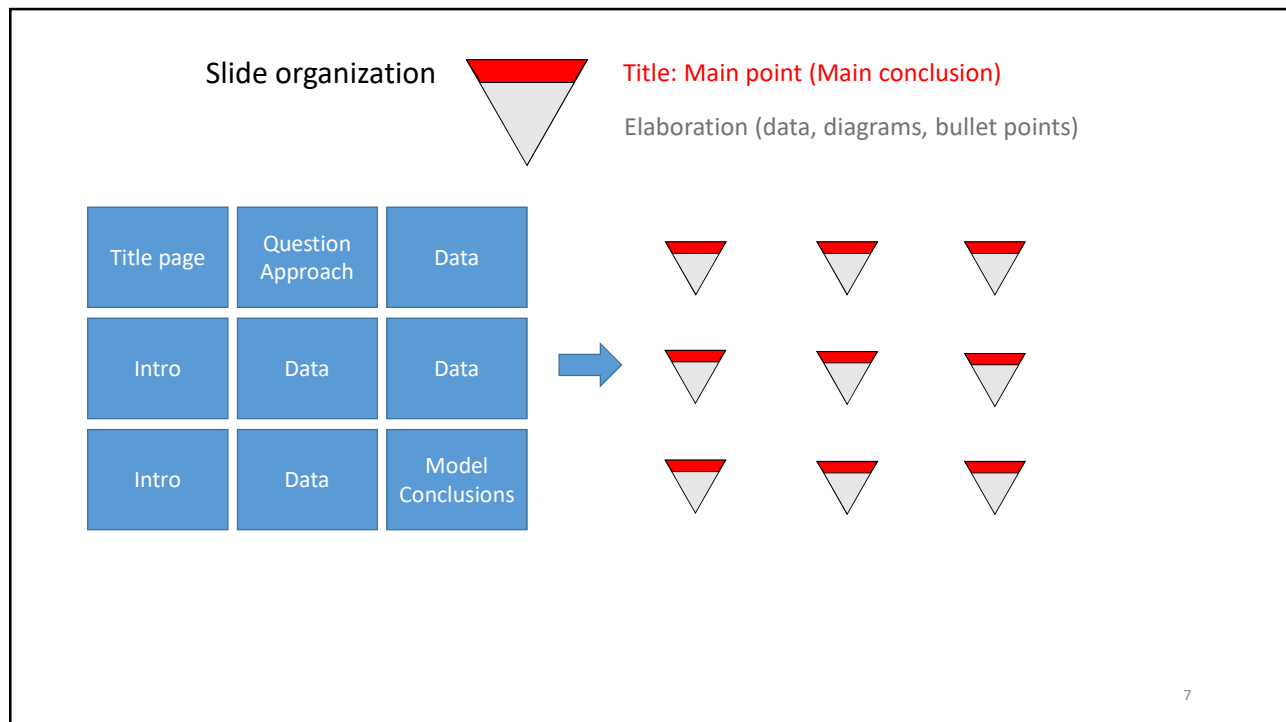 Slide organization
Title: Main point (Main conclusion)
Elaboration (data, diagrams, bullet points)
Title page
Question
Approach
Data
Intro
Data
Data
Intro
Data
Model
Conclusions
7